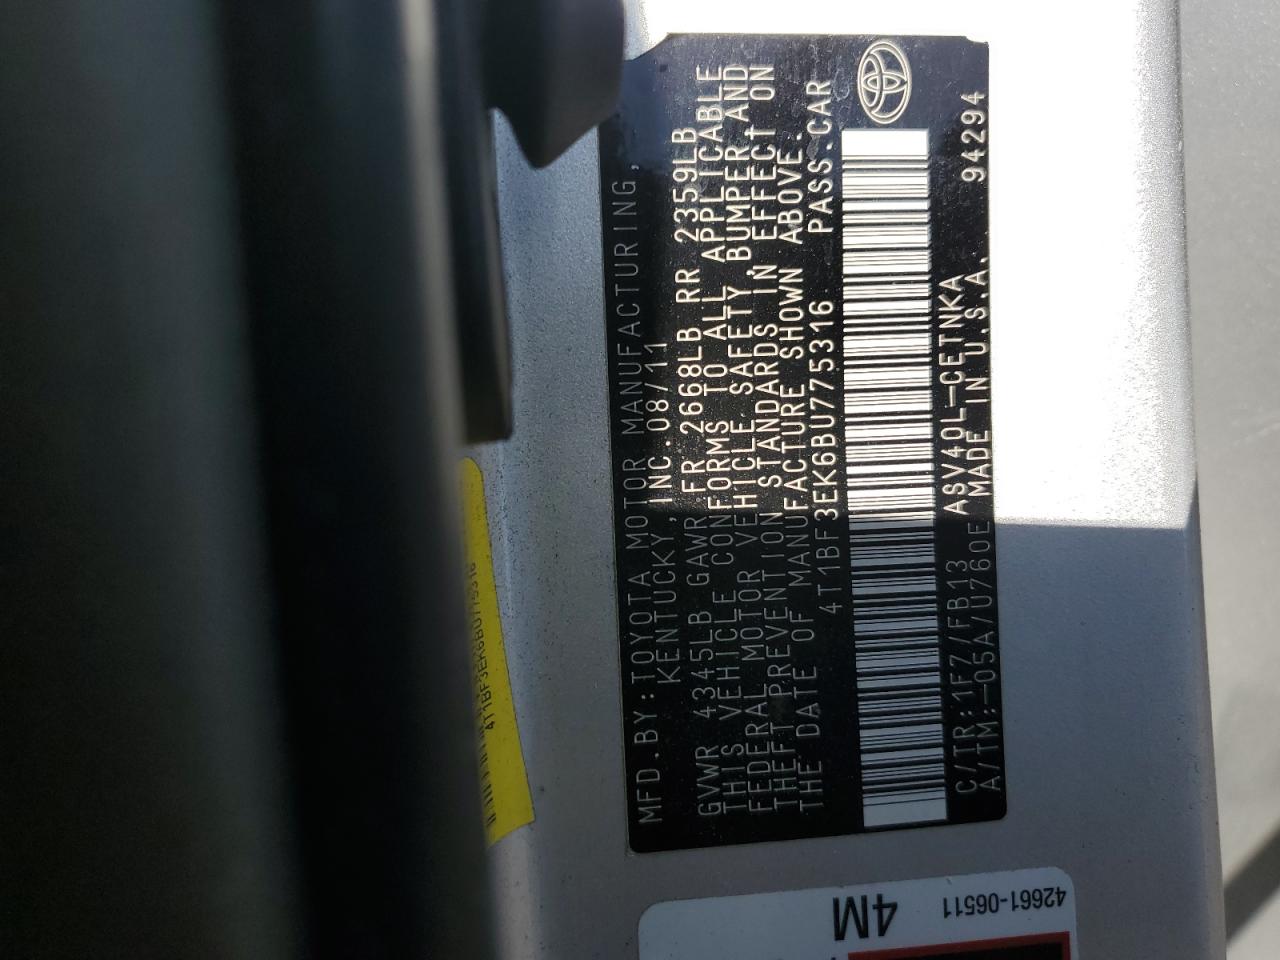 MFD.BY:TOYOTA MOTOR MANUFACTURING,
KENTUCKY, INC.08/11
GVWR 4345LB GAWR FR 2668LB RR 2359LB
THIS VEHICLE CONFORMS TO ALL APPLICABLE
FEDERAL MOTOR VEHICLE SAFETY,BUMPER,AND
THEFT PREVENTION STANDARDS IN EFFECT ON
THE DATE OF MANUFACTURE SHOWN ABOVE.
4T1BF3EK6BU775316 PASS.CAR
C/TR:1F7/FB13 ASV40L-CETNKA 94294
A/TM:-05A/U760E MADE IN U.S.A.
4T1BF3EK6BU775316
4M
42661-06511